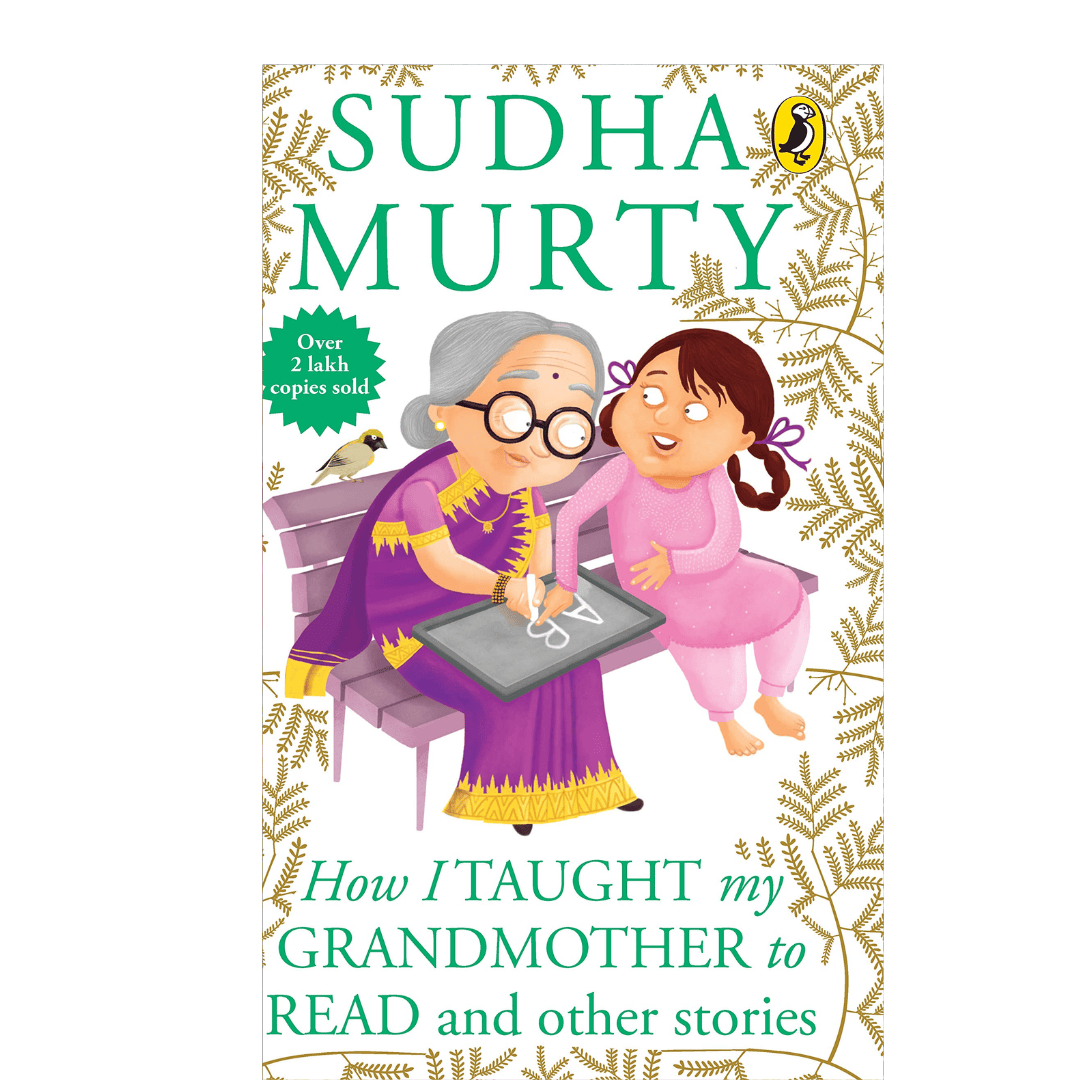 SUDHA
MURTY
Over
2 lakh
copies sold
A
B
How I TAUGHT my
GRANDMOTHER to
READ and other stories